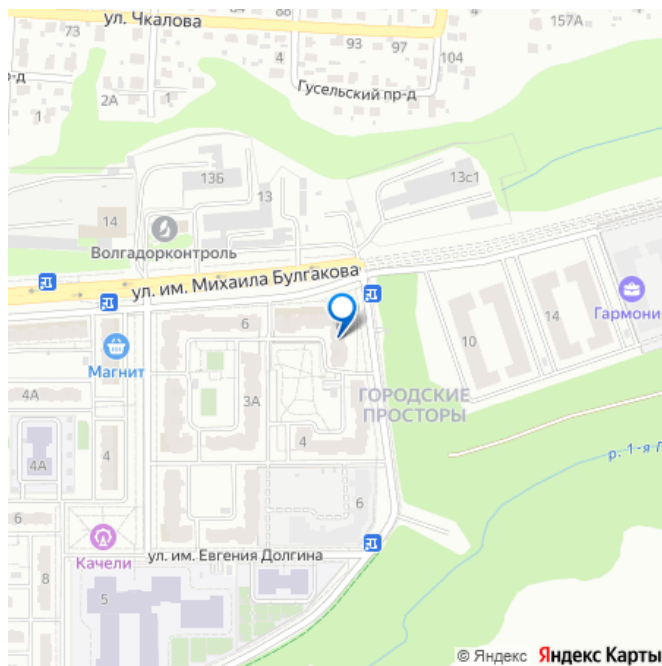 ул. Чкалова
157А
73
93
97
104
4
Гусельский пр-д
р-д
2А
1
1
13Б
13с1
13
14
Волгадорконтроль
ул. им. Михаила Булгакова
Гармони
6
10
14
Магнит
ГОРОДСКИЕ
ПРОСТОРЫ
4А
3А
4
4
4А
р. 1-я Г
6
6
ул. им. Евгения Долгина
Качели
8
5
© Яндекс Яндекс Карты